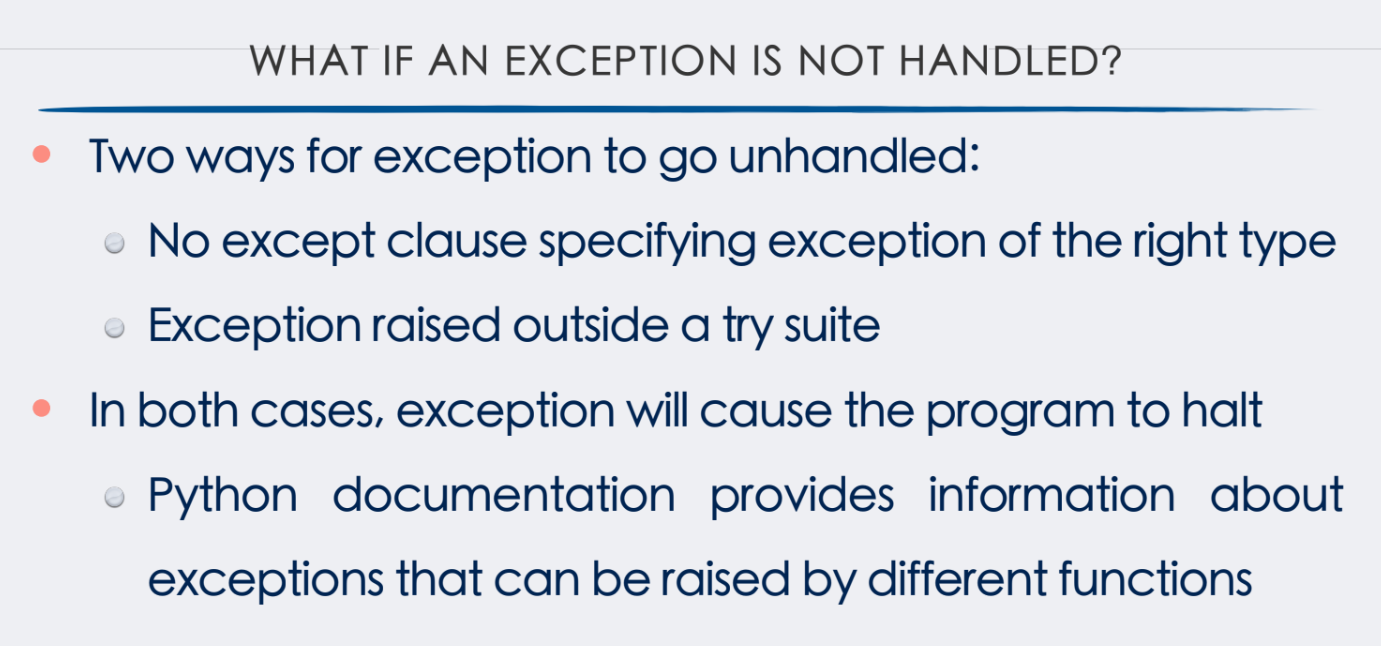 WHAT IF AN EXCEPTION IS NOT HANDLED?
Two ways for exception to go unhandled:
No except clause specifying exception of the right type
Exception raised outside a try suite
In both cases, exception will cause the program to halt
Python documentation provides information about
exceptions that can be raised by different functions